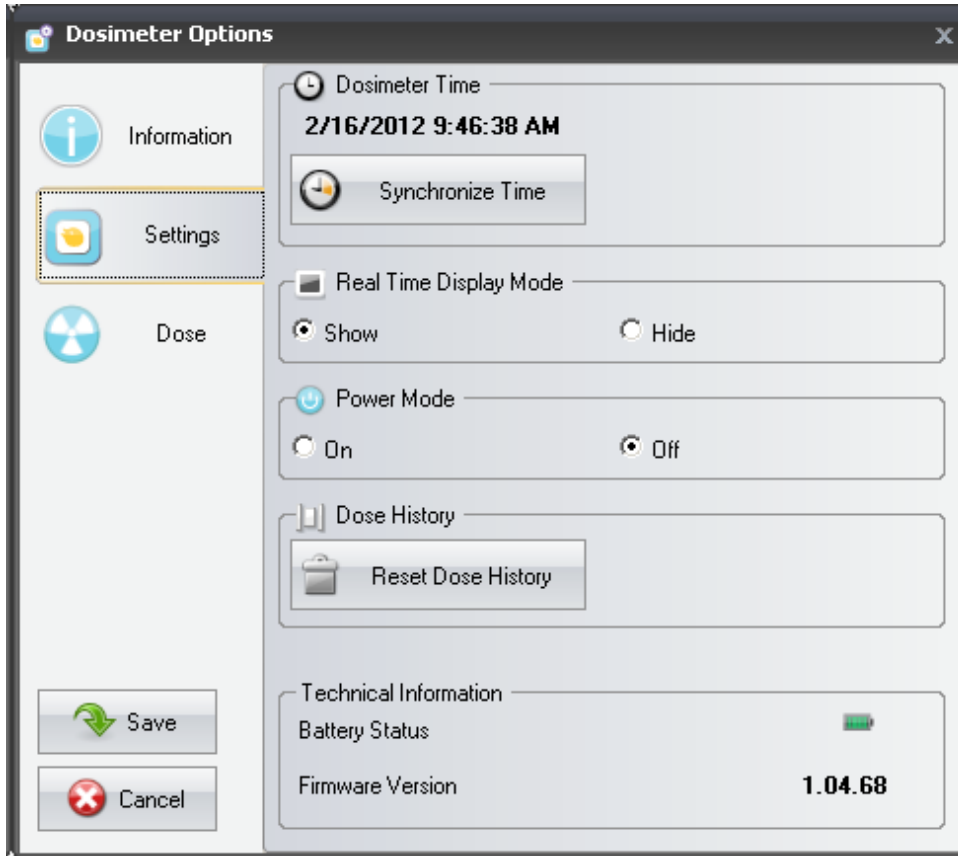 Dosimeter Options
X
Information
Settings
Dose
Save
Cancel
Dosimeter Time
2/16/2012 9:46:38 AM
Synchronize Time
Real Time Display Mode
Show Hide
Power Mode
On Off
Dose History
Reset Dose History
Technical Information
Battery Status
Firmware Version 1.04.68